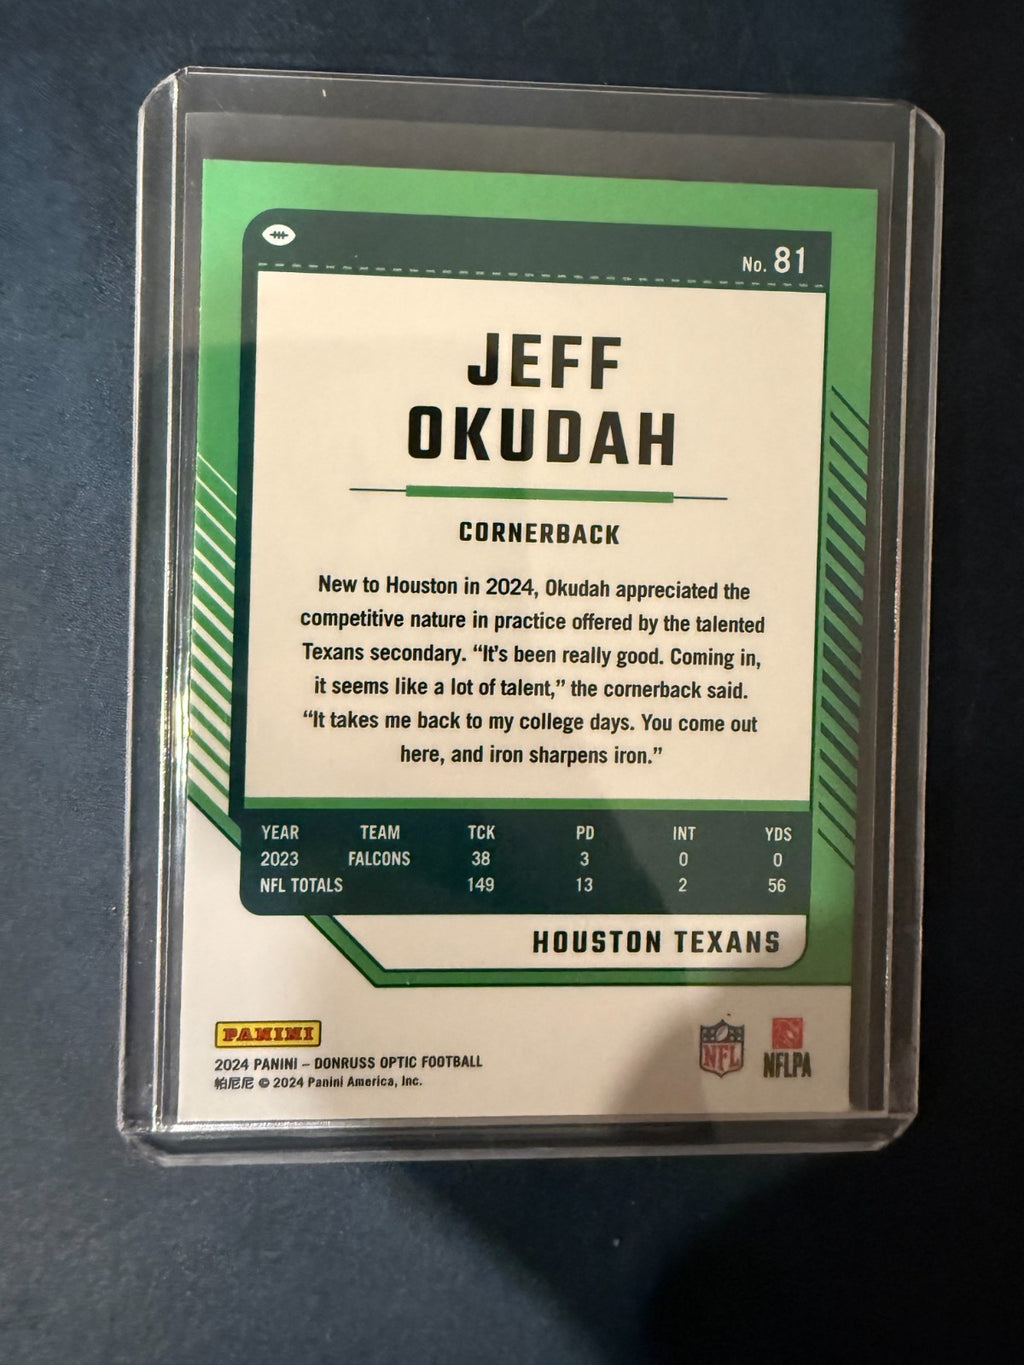 No. 81
JEFF
OKUDAH
CORNERBACK
New to Houston in 2024, Okudah appreciated the
competitive nature in practice offered by the talented
Texans secondary. “It’s been really good. Coming in,
it seems like a lot of talent,” the cornerback said.
“It takes me back to my college days. You come out
here, and iron sharpens iron.”
YEAR TEAM TCK PD INT YDS
2023 FALCONS 38 3 0 0
NFL TOTALS 149 13 2 56
HOUSTON TEXANS
PANINI
NFL
NFLPA
2024 PANINI – DONRUSS OPTIC FOOTBALL
帕尼尼 © 2024 Panini America, Inc.